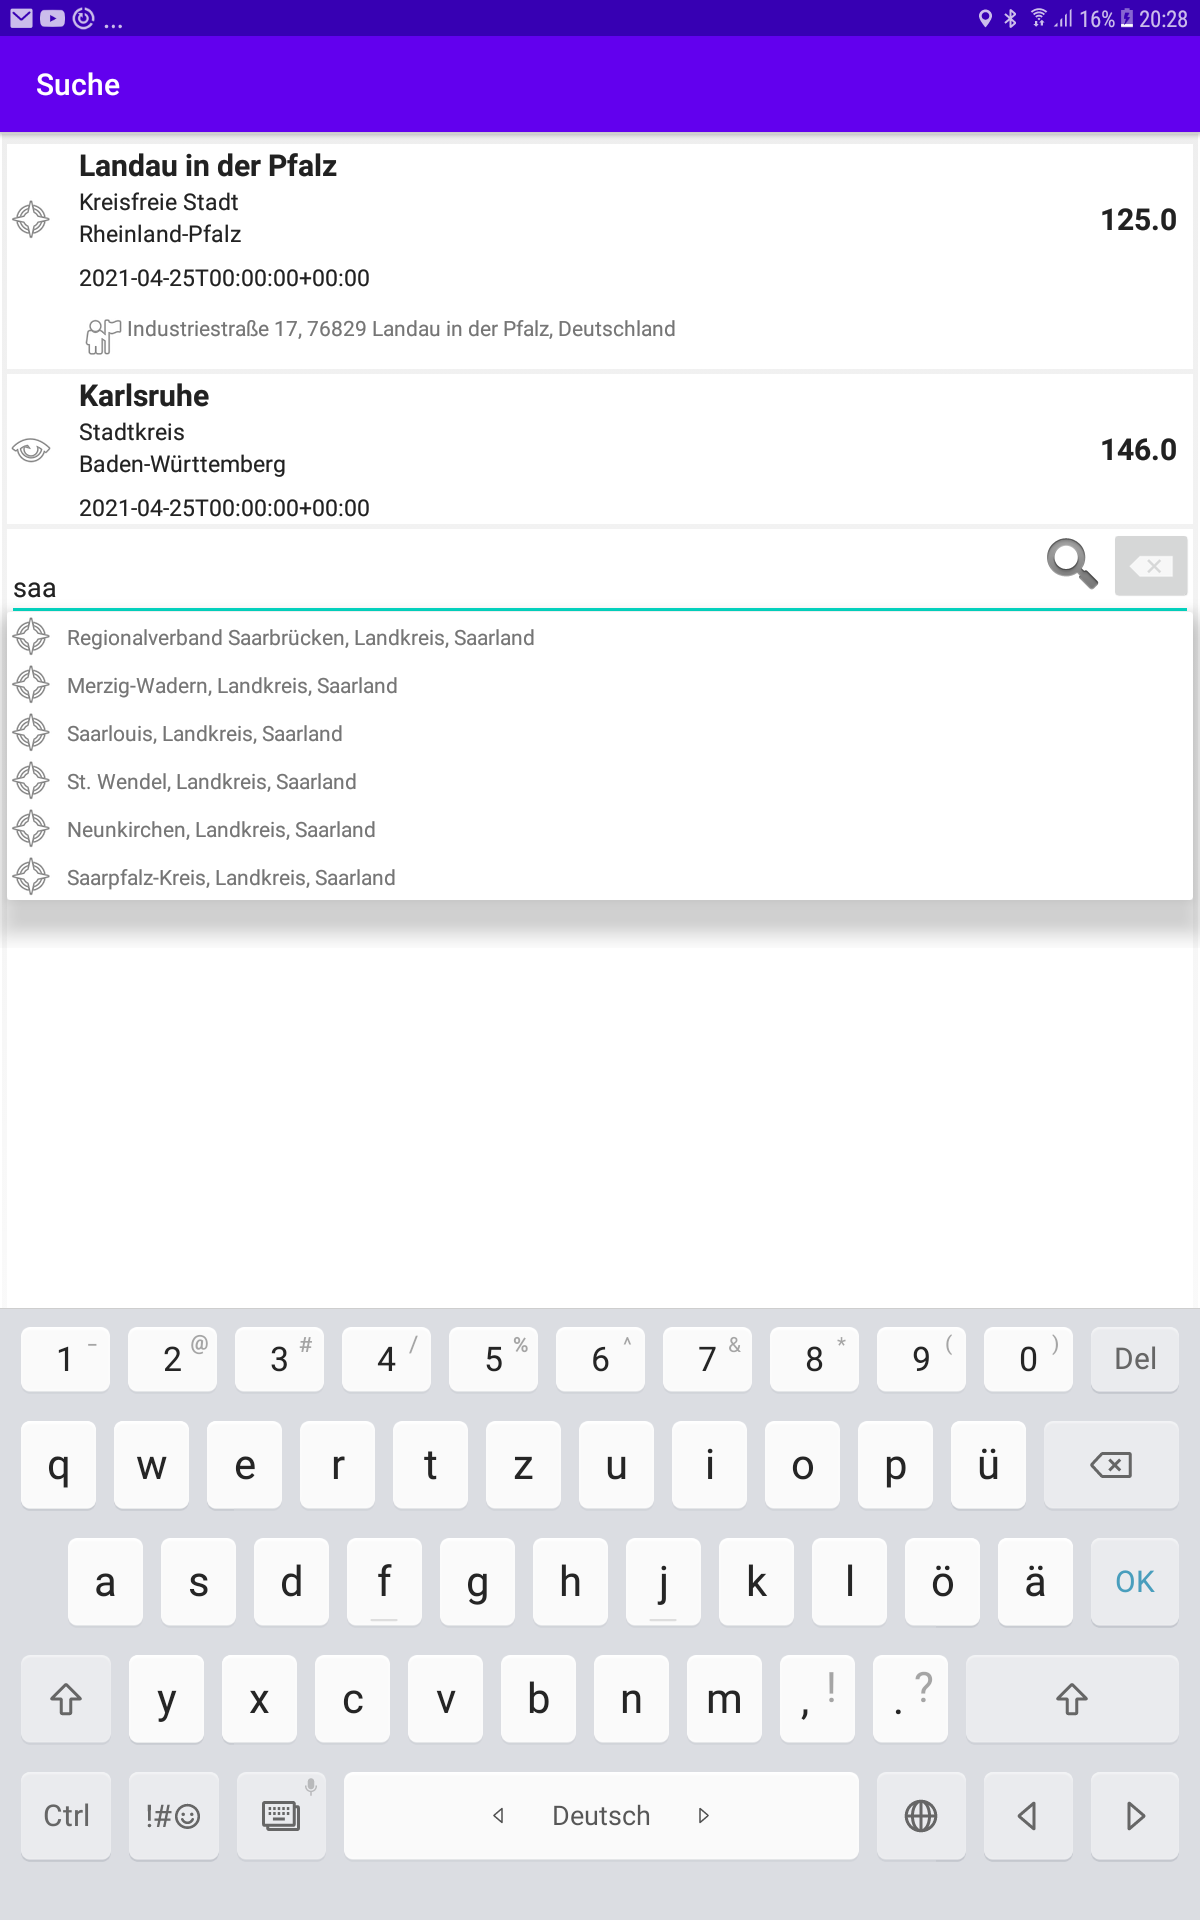 ... 16% 20:28
Suche
Landau in der Pfalz
Kreisfreie Stadt
Rheinland-Pfalz
125.0
2021-04-25T00:00:00+00:00
Industriestraße 17, 76829 Landau in der Pfalz, Deutschland
Karlsruhe
Stadtkreis
Baden-Württemberg
146.0
2021-04-25T00:00:00+00:00
saa
Regionalverband Saarbrücken, Landkreis, Saarland
Merzig-Wadern, Landkreis, Saarland
Saarlouis, Landkreis, Saarland
St. Wendel, Landkreis, Saarland
Neunkirchen, Landkreis, Saarland
Saarpfalz-Kreis, Landkreis, Saarland
1 – 2 @ 3 # 4 / 5 % 6 ^ 7 & 8 * 9 ( 0 ) Del
q w e r t z u i o p ü
a s d f g h j k l ö ä OK
y x c v b n m , ! . ?
Ctrl !#☺ Deutsch